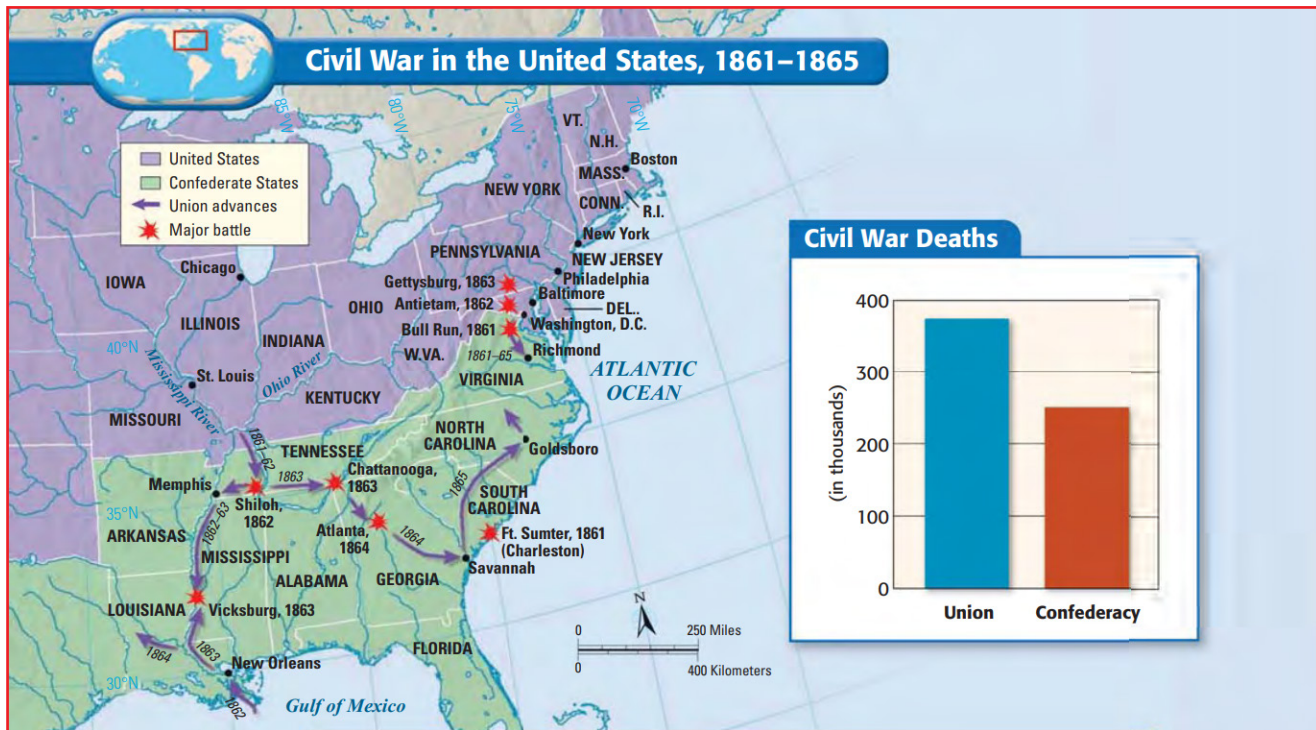 Civil War in the United States, 1861–1865
85°W
80°W
75°W
70°W
United States
Confederate States
Union advances
Major battle
VT.
N.H.
Boston
MASS.
NEW YORK
CONN.
R.I.
New York
PENNSYLVANIA
NEW JERSEY
Philadelphia
Gettysburg, 1863
Baltimore
Antietam, 1862
DEL..
Washington, D.C.
Bull Run, 1861
1861–65
Richmond
IOWA
Chicago
ILLINOIS
INDIANA
OHIO
W.VA.
VIRGINIA
ATLANTIC
OCEAN
40°N
Mississippi River
Ohio River
St. Louis
KENTUCKY
MISSOURI
1861–62
TENNESSEE
NORTH
CAROLINA
Goldsboro
Memphis
1863
Chattanooga,
1863
Shiloh,
1862
1865
SOUTH
CAROLINA
35°N
ARKANSAS
1862–63
MISSISSIPPI
Atlanta,
1864
1864
Ft. Sumter, 1861
(Charleston)
Savannah
ALABAMA
GEORGIA
LOUISIANA
Vicksburg, 1863
1864
1863
New Orleans
FLORIDA
30°N
1862
Gulf of Mexico
N
0
250 Miles
0
400 Kilometers
Civil War Deaths
400
300
200
100
0
(in thousands)
Union
Confederacy